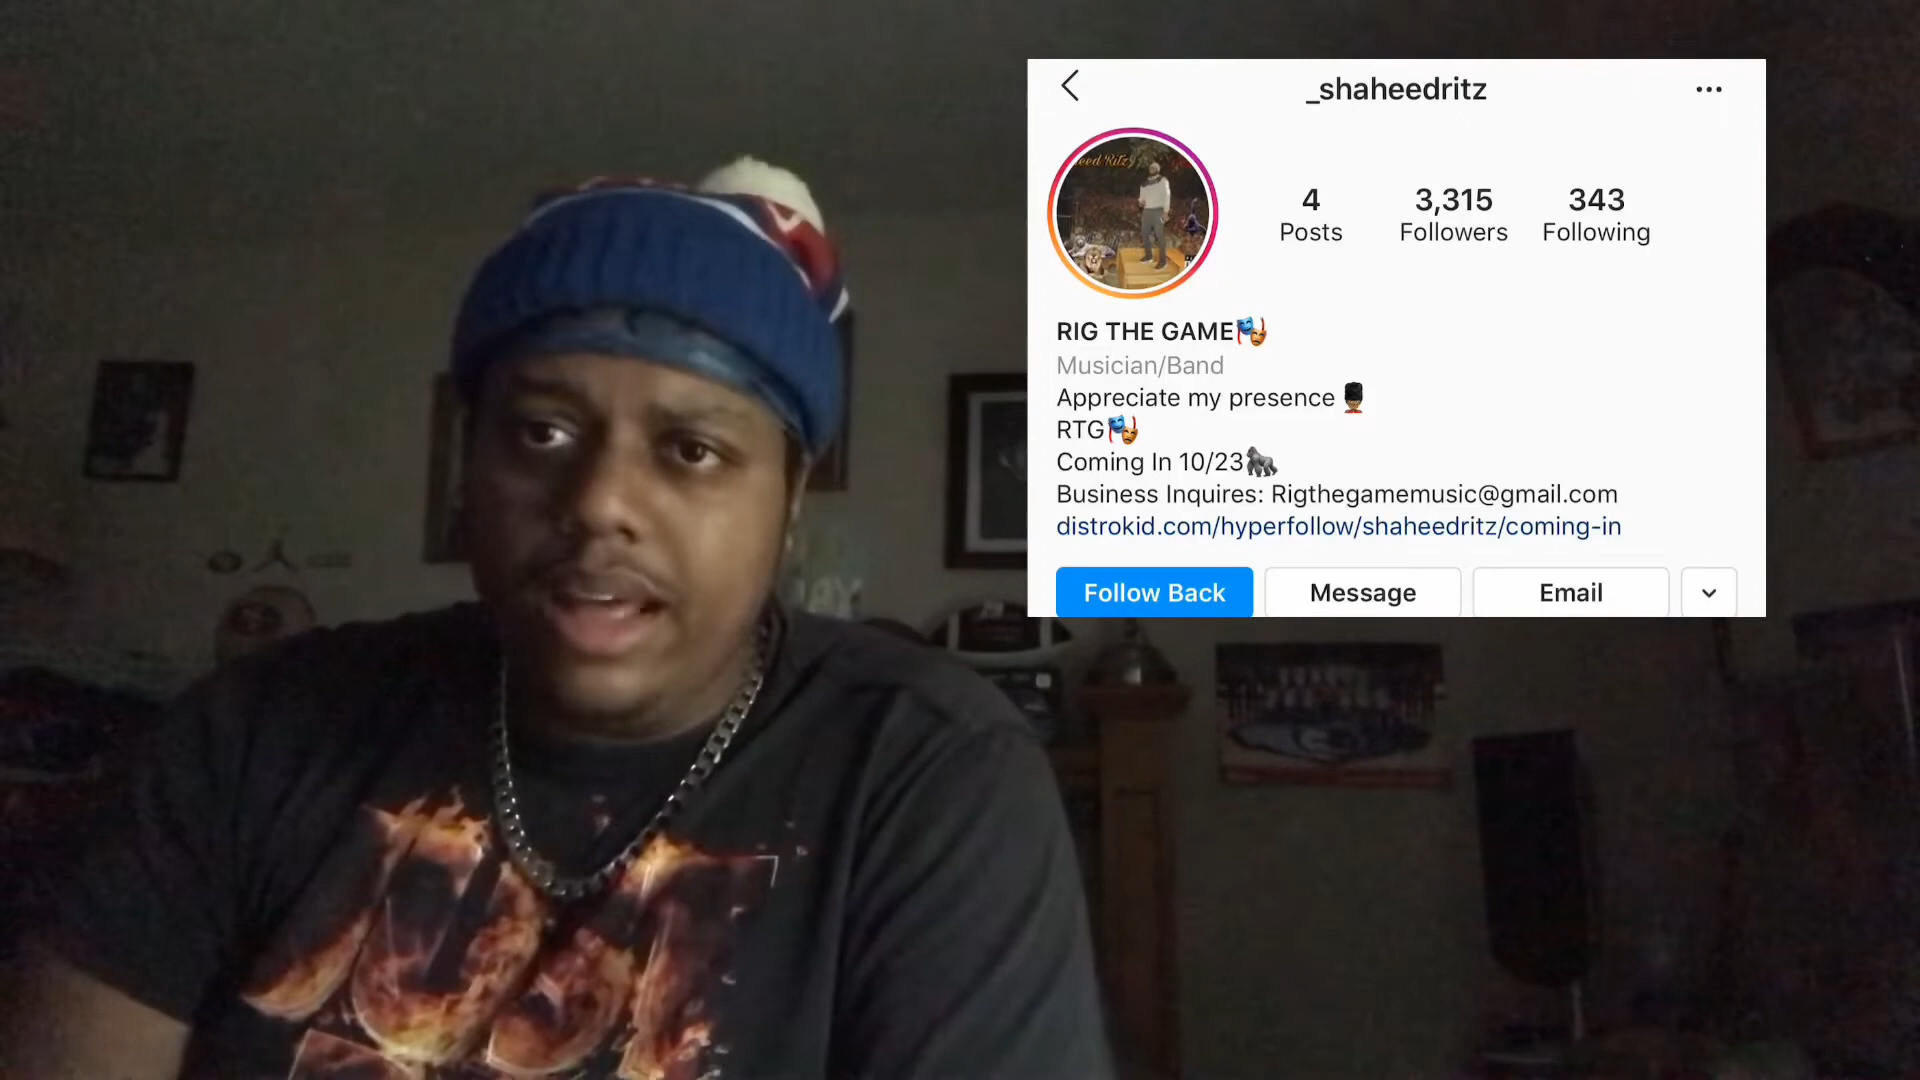 _shaheedritz
4
Posts
3,315
Followers
343
Following
RIG THE GAME🎭
Musician/Band
Appreciate my presence 💂🏾
RTG🎭
Coming In 10/23🦍
Business Inquires: Rigthegamemusic@gmail.com
distrokid.com/hyperfollow/shaheedritz/coming-in
Follow Back
Message
Email